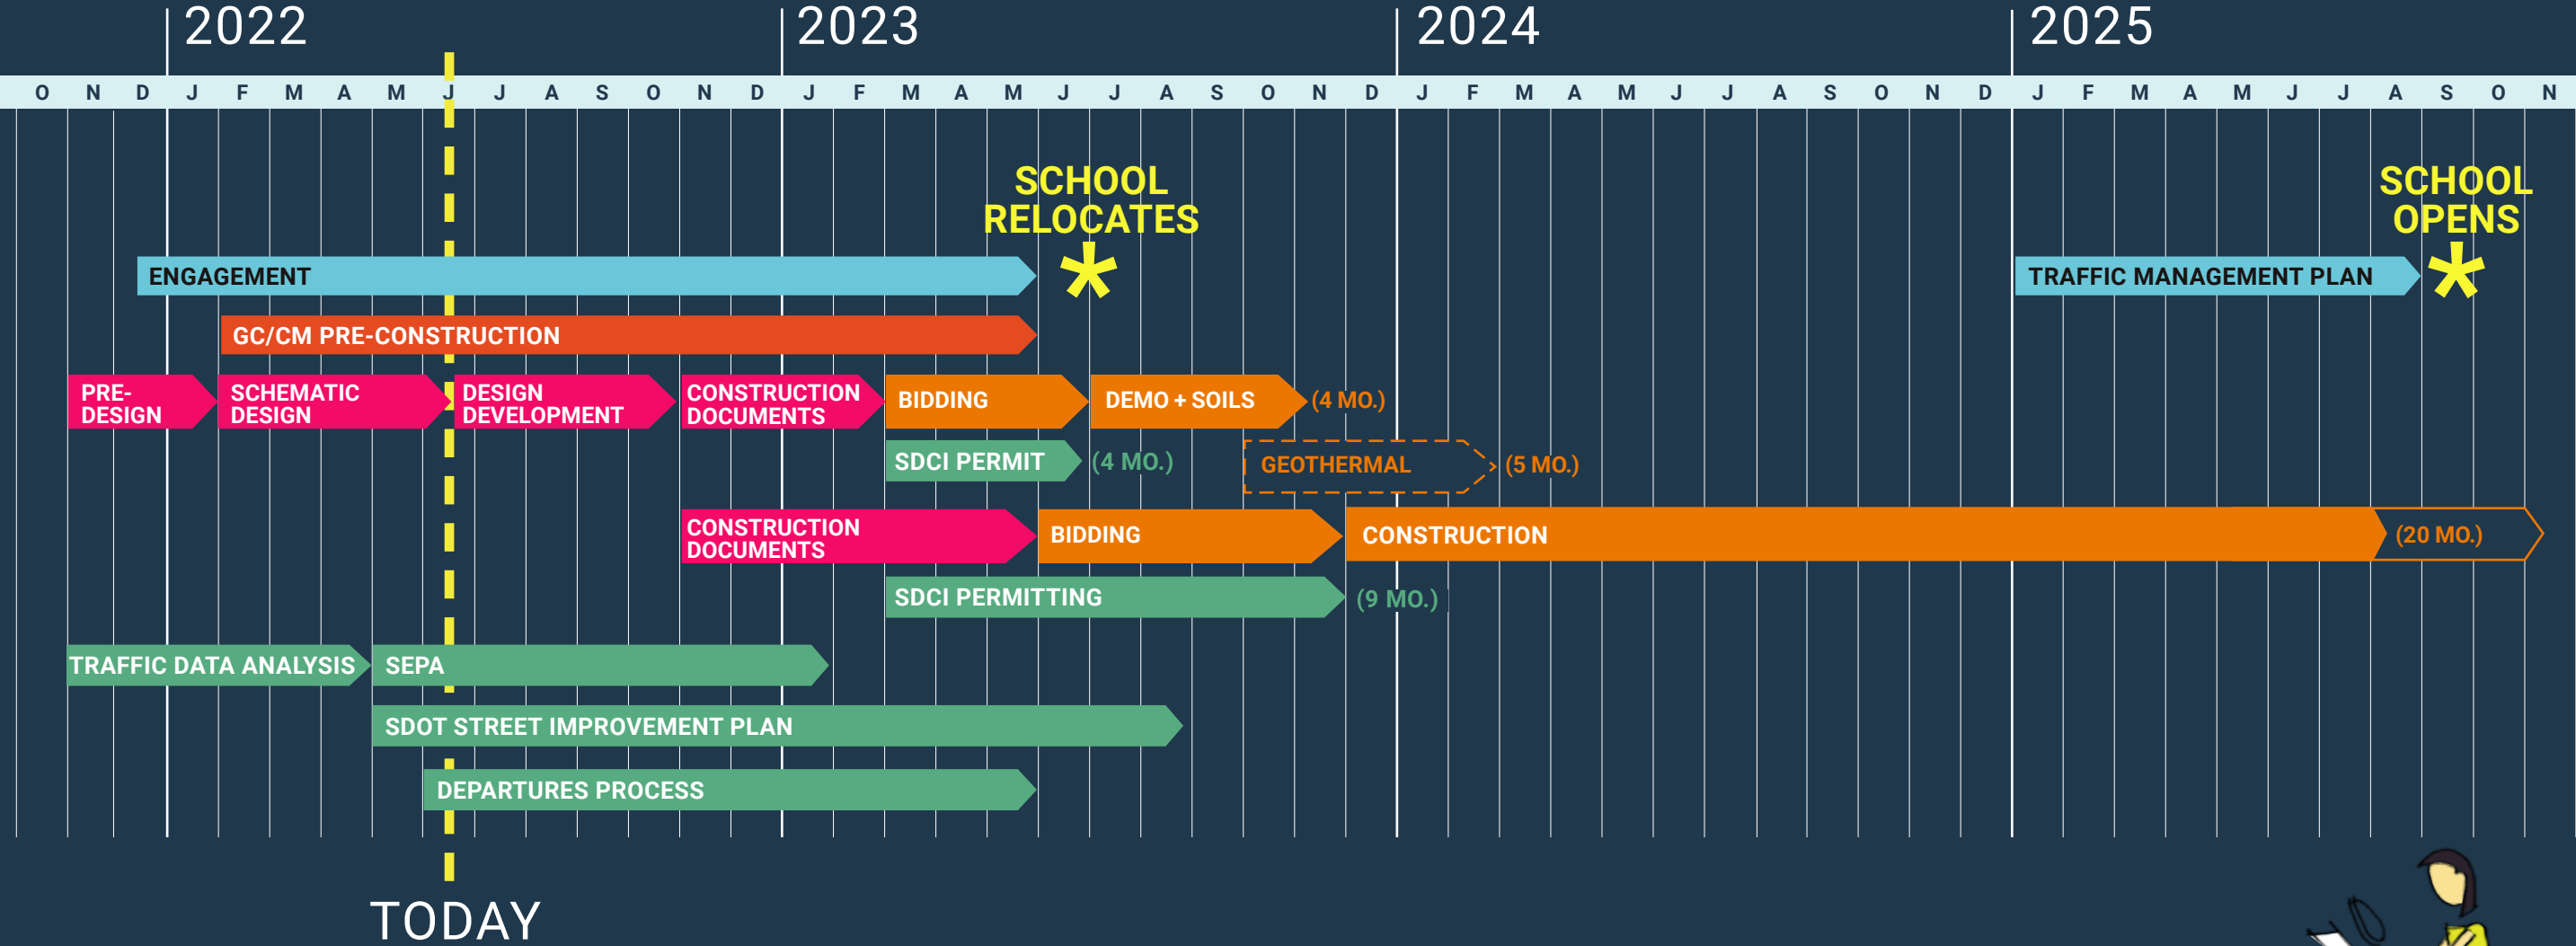 2022 2023 2024 2025
O N D J F M A M J J A S O N D J F M A M J J A S O N D J F M A M J J A S O N D J F M A M J J A S O N
SCHOOL
RELOCATES
*
SCHOOL
OPENS
*
ENGAGEMENT
TRAFFIC MANAGEMENT PLAN
GC/CM PRE-CONSTRUCTION
PRE-
DESIGN
SCHEMATIC
DESIGN
DESIGN
DEVELOPMENT
CONSTRUCTION
DOCUMENTS
BIDDING
DEMO + SOILS
(4 MO.)
SDCI PERMIT
(4 MO.)
GEOTHERMAL
(5 MO.)
CONSTRUCTION
DOCUMENTS
BIDDING
CONSTRUCTION
(20 MO.)
SDCI PERMITTING
(9 MO.)
TRAFFIC DATA ANALYSIS
SEPA
SDOT STREET IMPROVEMENT PLAN
DEPARTURES PROCESS
TODAY